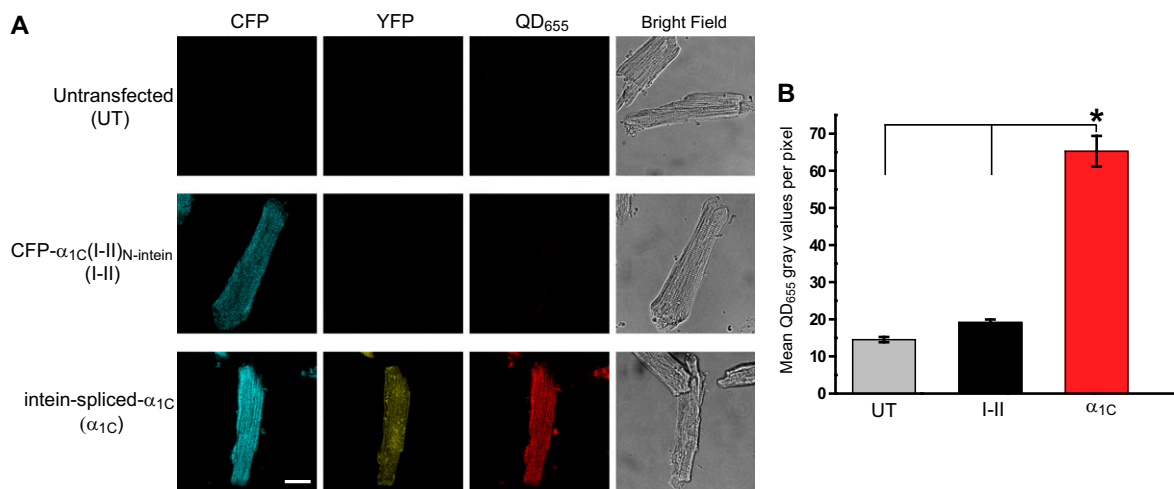 A
CFP
YFP
QD₆₅₅
Bright Field
Untransfected
(UT)
CFP-α₁C(I-II)N-intein
(I-II)
intein-spliced-α₁C
(α₁C)
B
Mean QD₆₅₅ gray values per pixel
70
60
50
40
30
20
10
0
*
UT
I-II
α₁C